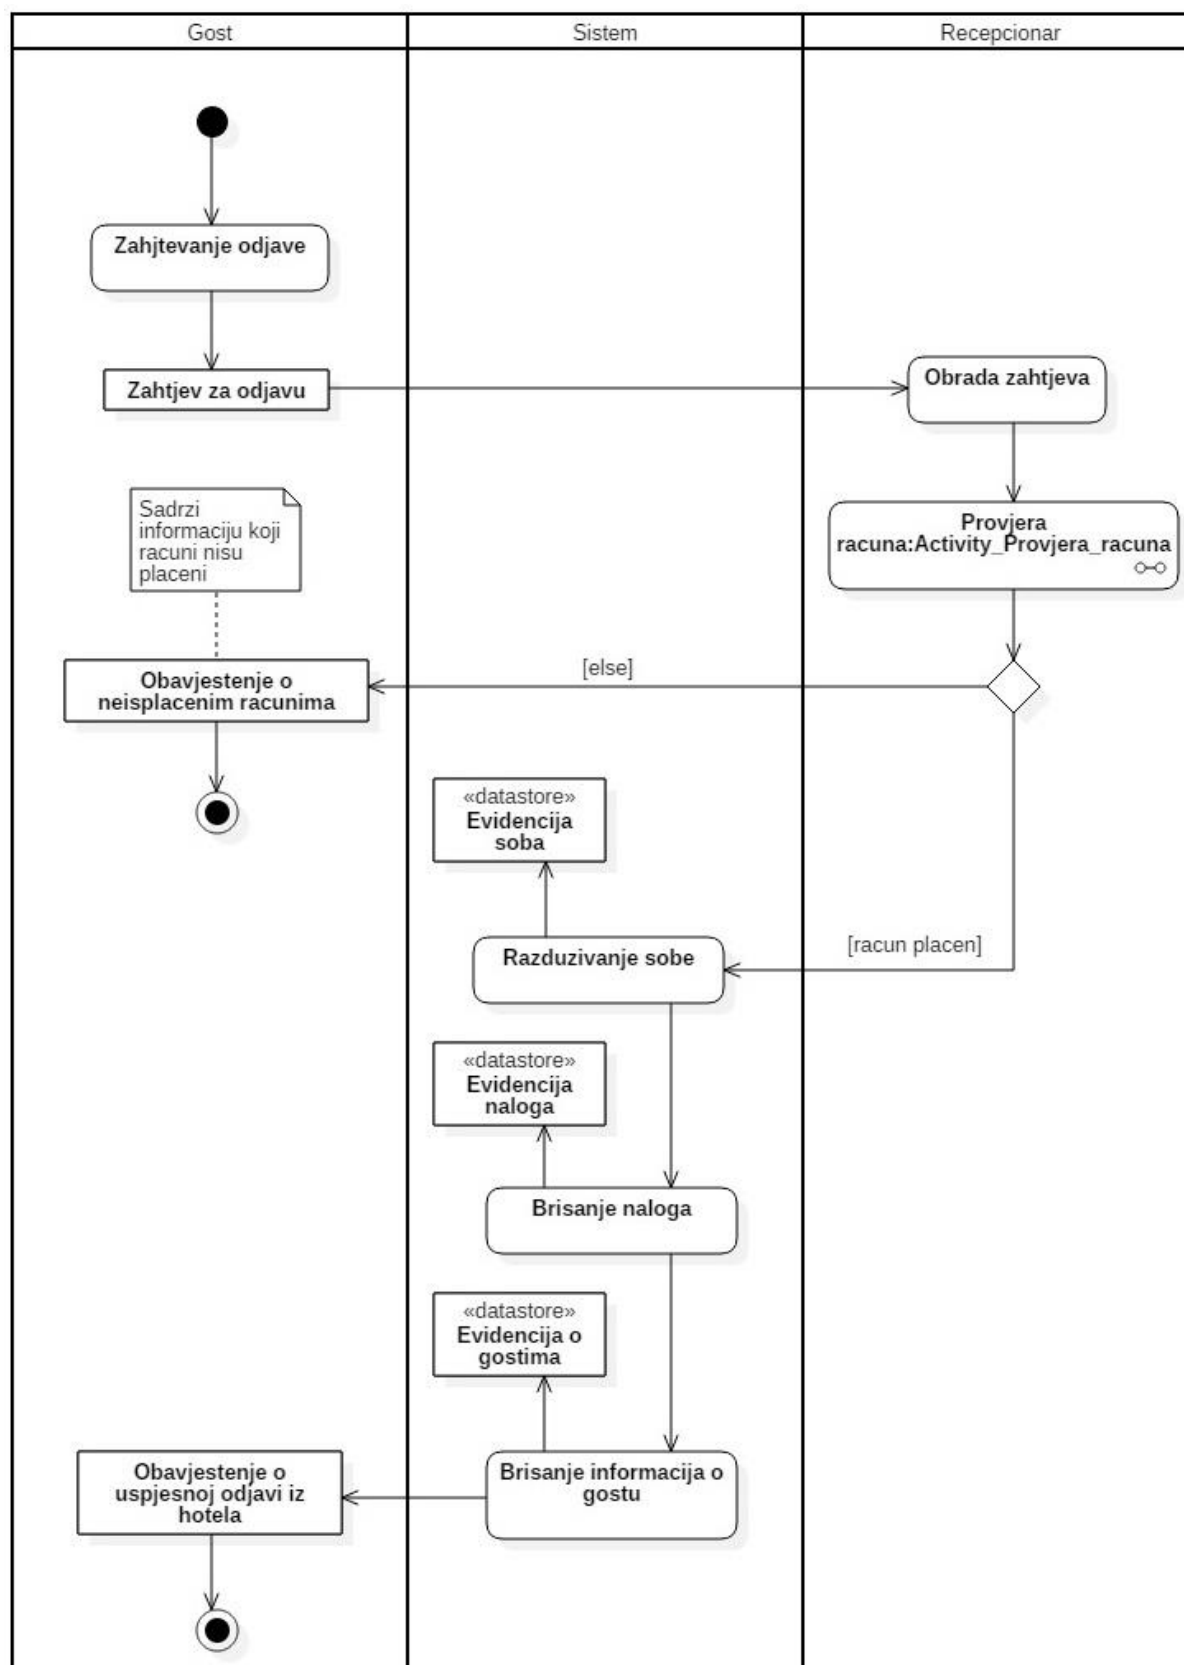 Gost
Sistem
Recepcionar
Zahjtevanje odjave
Zahtjev za odjavu
Obrada zahtjeva
Sadrzi
informaciju koji
racuni nisu
placeni
Provjera
racuna:Activity_Provjera_racuna
Obavjestenje o
neisplacenim racunima
[else]
«datastore»
Evidencija
soba
Razduzivanje sobe
[racun placen]
«datastore»
Evidencija
naloga
Brisanje naloga
«datastore»
Evidencija o
gostima
Obavjestenje o
uspjesnoj odjavi iz
hotela
Brisanje informacija o
gostu